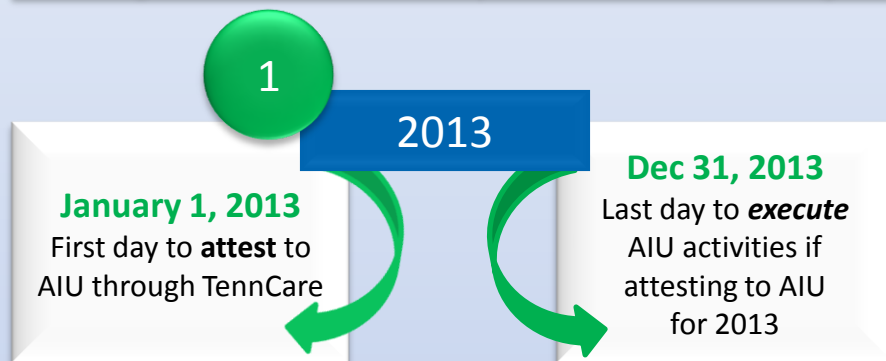 1
2013
January 1, 2013
First day to attest to
AIU through TennCare
Dec 31, 2013
Last day to execute
AIU activities if
attesting to AIU
for 2013